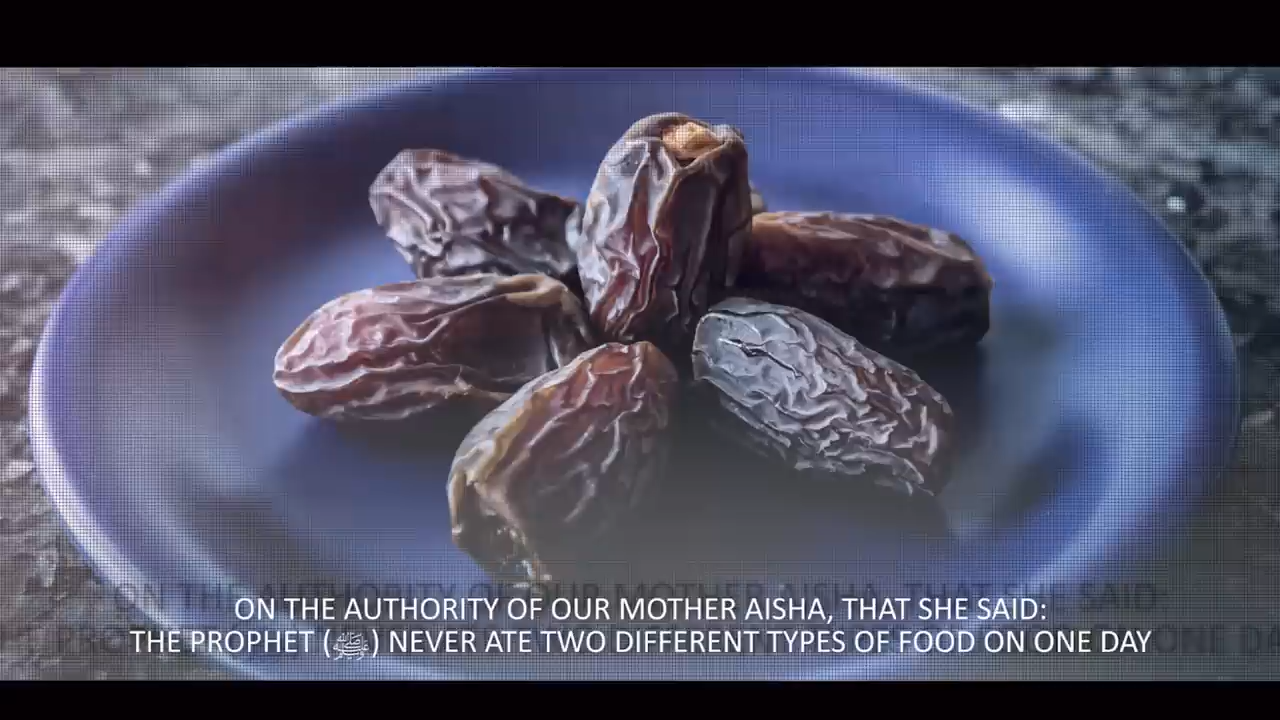 ON THE AUTHORITY OF OUR MOTHER AISHA, THAT SHE SAID:
THE PROPHET (ﷺ) NEVER ATE TWO DIFFERENT TYPES OF FOOD ON ONE DAY